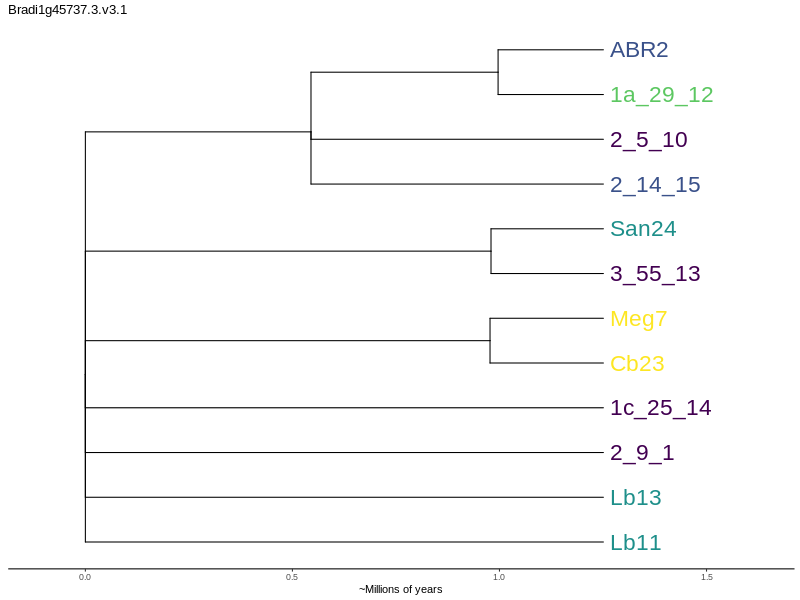 Bradi1g45737.3.v3.1
ABR2
1a_29_12
2_5_10
2_14_15
San24
3_55_13
Meg7
Cb23
1c_25_14
2_9_1
Lb13
Lb11
0.0 0.5 1.0 1.5
~Millions of years